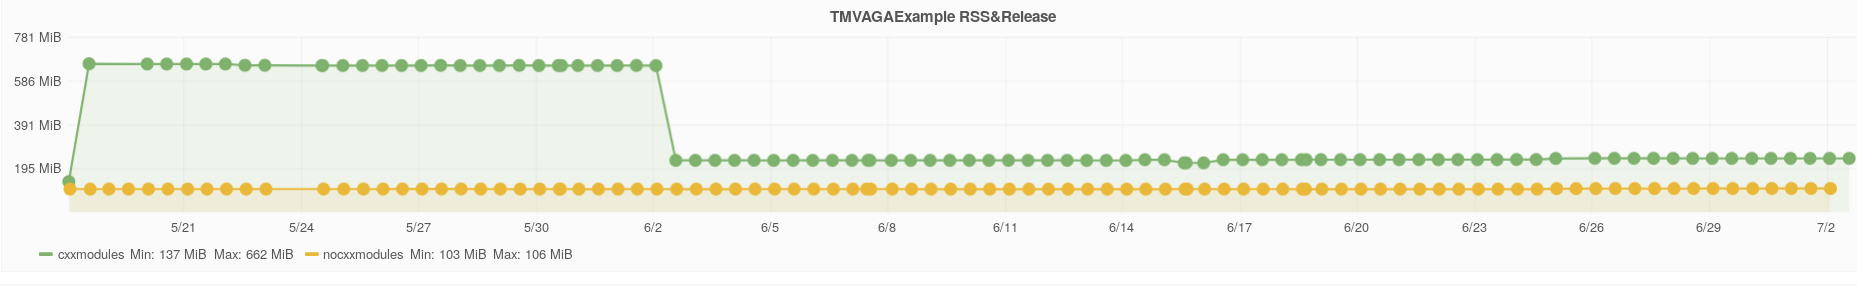 TMVAGAExample RSS&Release
781 MiB
586 MiB
391 MiB
195 MiB
5/21 5/24 5/27 5/30 6/2 6/5 6/8 6/11 6/14 6/17 6/20 6/23 6/26 6/29 7/2
cxxmodules Min: 137 MiB Max: 662 MiB nocxxmodules Min: 103 MiB Max: 106 MiB